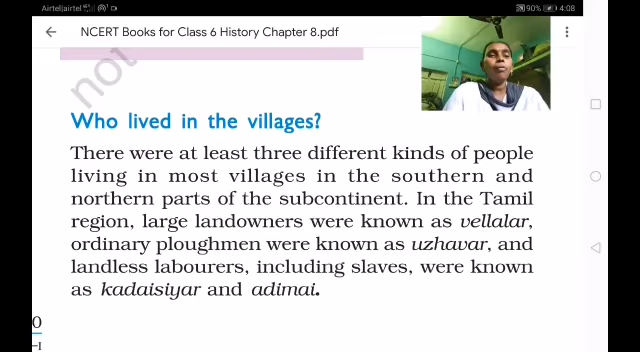 Airtel|airtel
90%
4:08
NCERT Books for Class 6 History Chapter 8.pdf
not
Who lived in the villages?
There were at least three different kinds of people
living in most villages in the southern and
northern parts of the subcontinent. In the Tamil
region, large landowners were known as vellalar,
ordinary ploughmen were known as uzhavar, and
landless labourers, including slaves, were known
as kadaisiyar and adimai.
0
–I